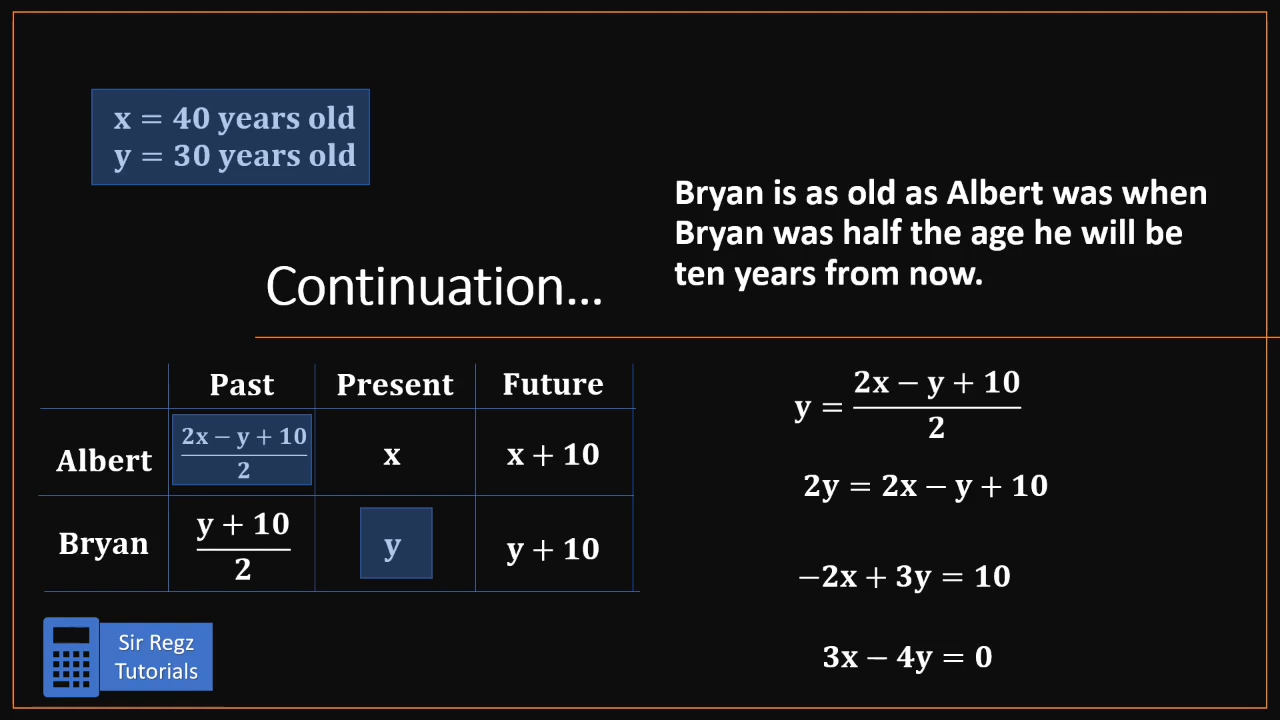 x = 40 years old
y = 30 years old
Bryan is as old as Albert was when
Bryan was half the age he will be
ten years from now.
Continuation...
Past Present Future
Albert (2x − y + 10)/2 x x + 10
Bryan (y + 10)/2 y y + 10
y = (2x − y + 10)/2
2y = 2x − y + 10
−2x + 3y = 10
3x − 4y = 0
Sir Regz
Tutorials